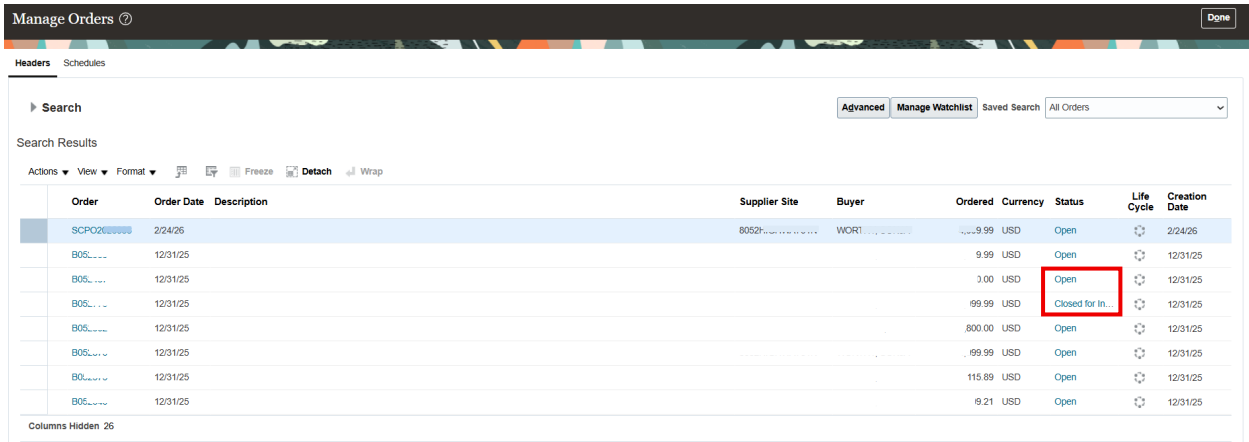 Manage Orders
Done
Headers Schedules
Search
Advanced Manage Watchlist Saved Search All Orders
Search Results
Actions View Format Freeze Detach Wrap
Order Order Date Description Supplier Site Buyer Ordered Currency Status Life Cycle Creation Date
2/24/26 USD Open 2/24/26
12/31/25 9.99 USD Open 12/31/25
12/31/25 USD Open 12/31/25
12/31/25 USD Closed for In... 12/31/25
12/31/25 USD Open 12/31/25
12/31/25 USD Open 12/31/25
12/31/25 115.89 USD Open 12/31/25
12/31/25 USD Open 12/31/25
Columns Hidden 26